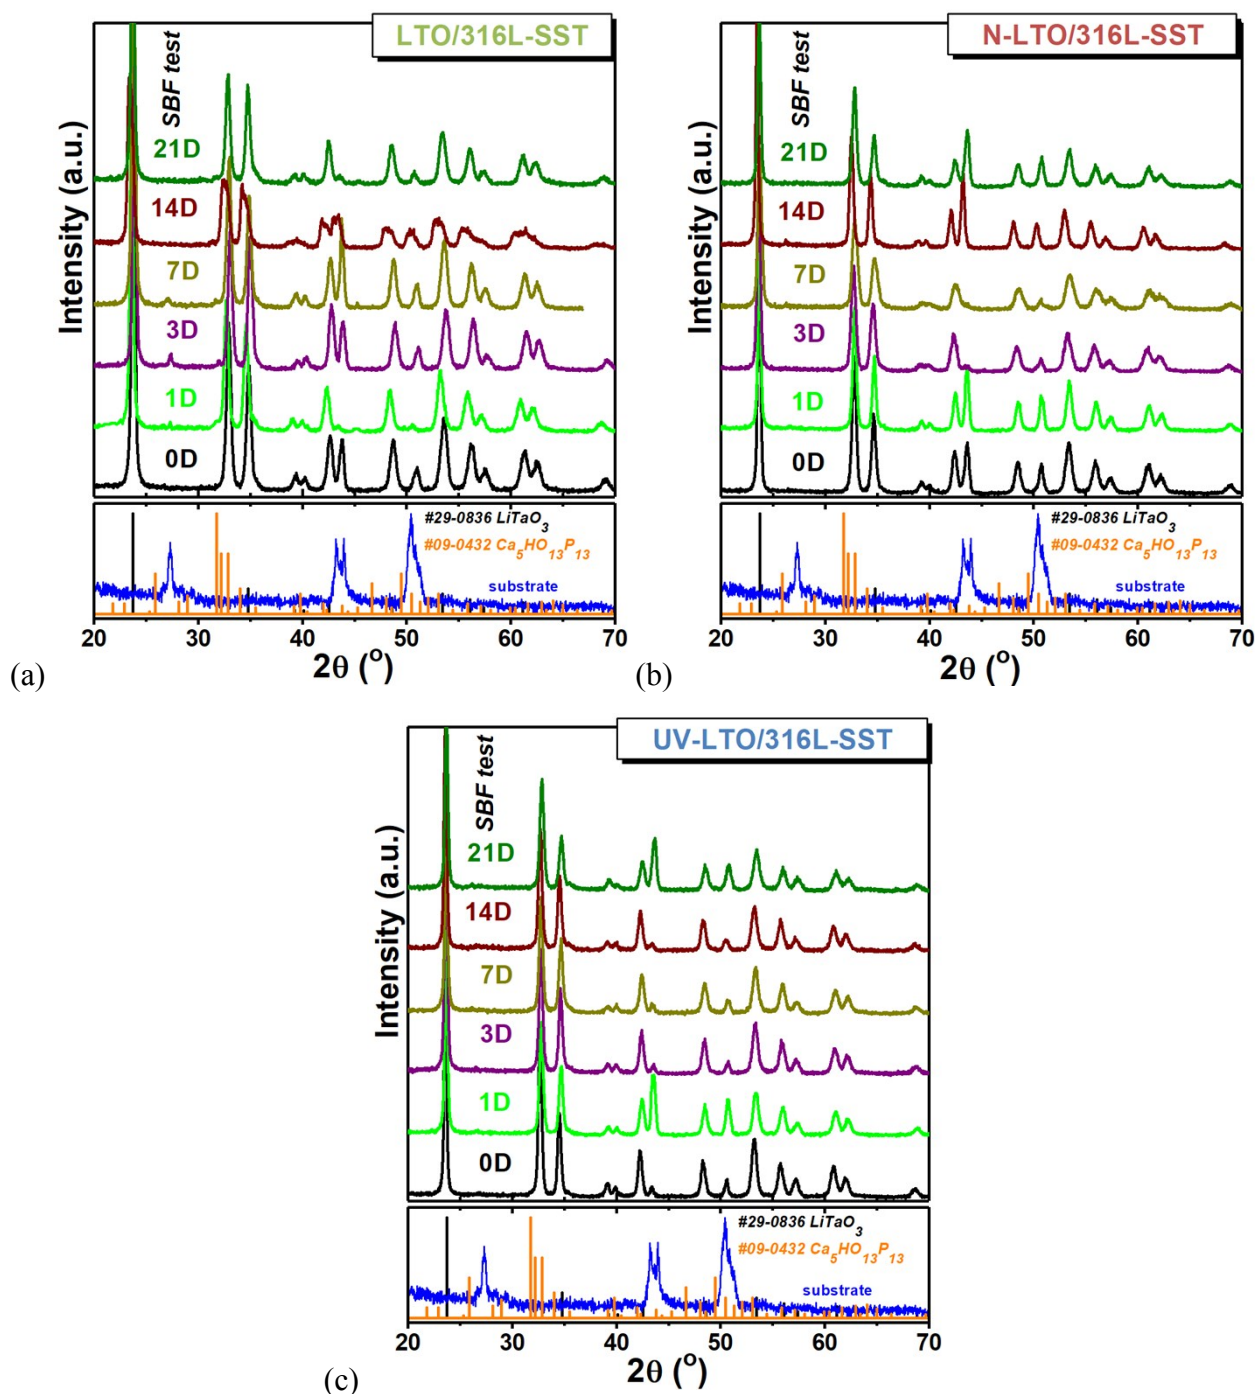 LTO/316L-SST
SBF test
21D
14D
7D
3D
1D
0D
Intensity (a.u.)
#29-0836 LiTaO3
#09-0432 Ca5HO13P13
substrate
20 30 40 50 60 70
2θ (°)
(a)
N-LTO/316L-SST
SBF test
21D
14D
7D
3D
1D
0D
Intensity (a.u.)
#29-0836 LiTaO3
#09-0432 Ca5HO13P13
substrate
20 30 40 50 60 70
2θ (°)
(b)
UV-LTO/316L-SST
SBF test
21D
14D
7D
3D
1D
0D
Intensity (a.u.)
#29-0836 LiTaO3
#09-0432 Ca5HO13P13
substrate
20 30 40 50 60 70
2θ (°)
(c)